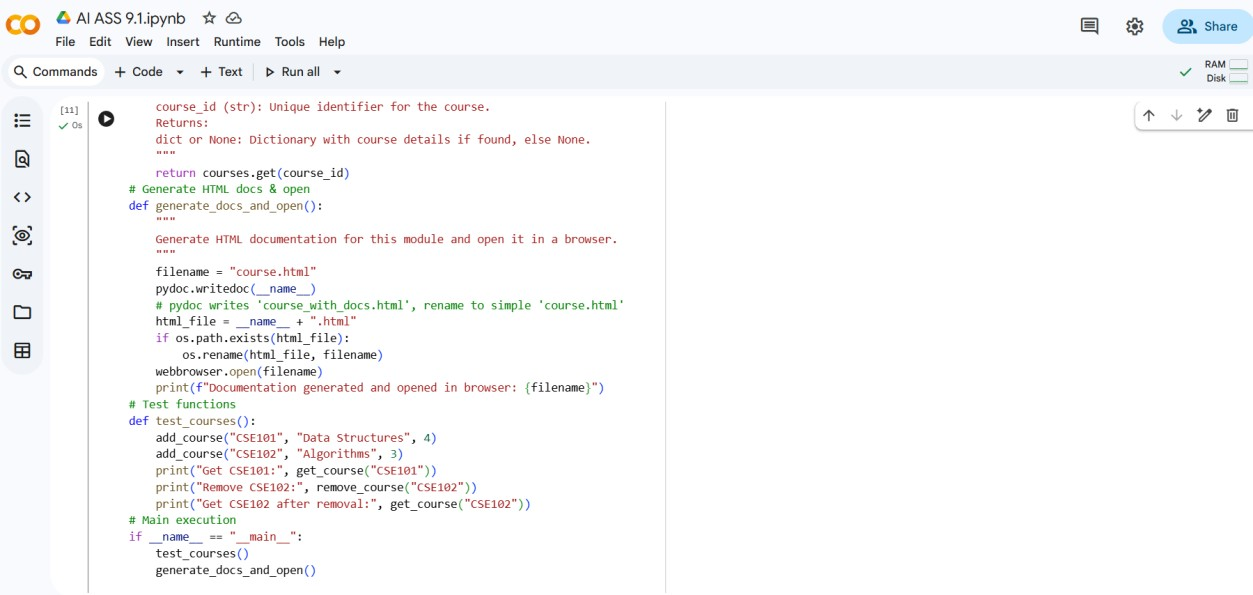 AI ASS 9.1.ipynb
File Edit View Insert Runtime Tools Help
Share
Commands + Code + Text Run all
RAM
Disk
[11]
0s
course_id (str): Unique identifier for the course.
Returns:
dict or None: Dictionary with course details if found, else None.
"""
return courses.get(course_id)
# Generate HTML docs & open
def generate_docs_and_open():
"""
Generate HTML documentation for this module and open it in a browser.
"""
filename = "course.html"
pydoc.writedoc(__name__)
# pydoc writes 'course_with_docs.html', rename to simple 'course.html'
html_file = __name__ + ".html"
if os.path.exists(html_file):
os.rename(html_file, filename)
webbrowser.open(filename)
print(f"Documentation generated and opened in browser: {filename}")
# Test functions
def test_courses():
add_course("CSE101", "Data Structures", 4)
add_course("CSE102", "Algorithms", 3)
print("Get CSE101:", get_course("CSE101"))
print("Remove CSE102:", remove_course("CSE102"))
print("Get CSE102 after removal:", get_course("CSE102"))
# Main execution
if __name__ == "__main__":
test_courses()
generate_docs_and_open()